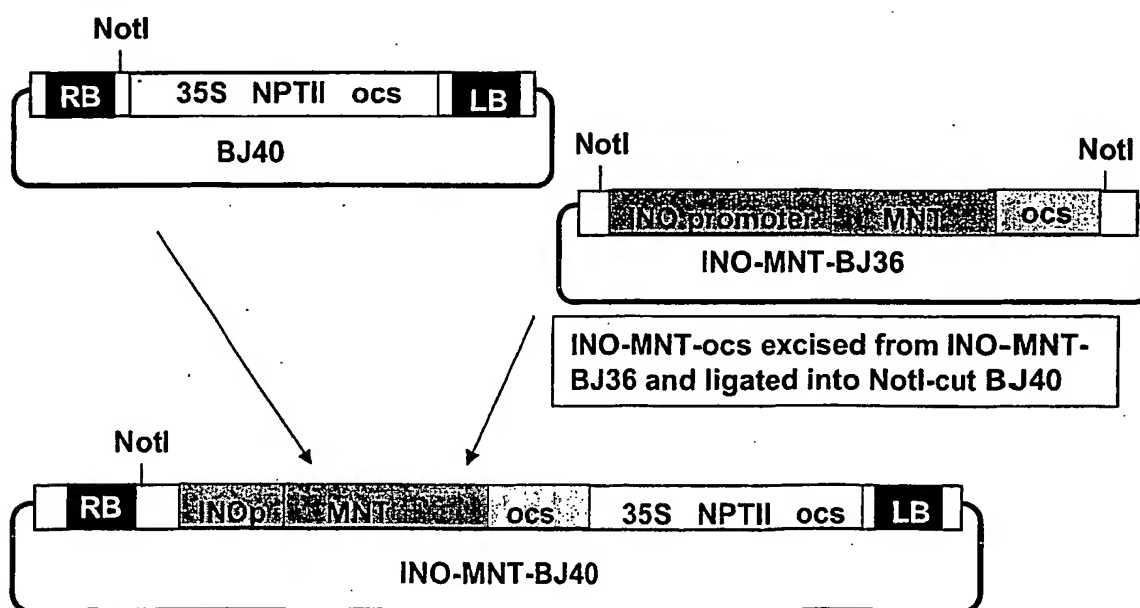 NotI
RB 35S NPTII ocs LB
BJ40
NotI NotI
INO promoter MNT ocs
INO-MNT-BJ36
INO-MNT-ocs excised from INO-MNT-
BJ36 and ligated into NotI-cut BJ40
NotI
RB INOp MNT ocs 35S NPTII ocs LB
INO-MNT-BJ40